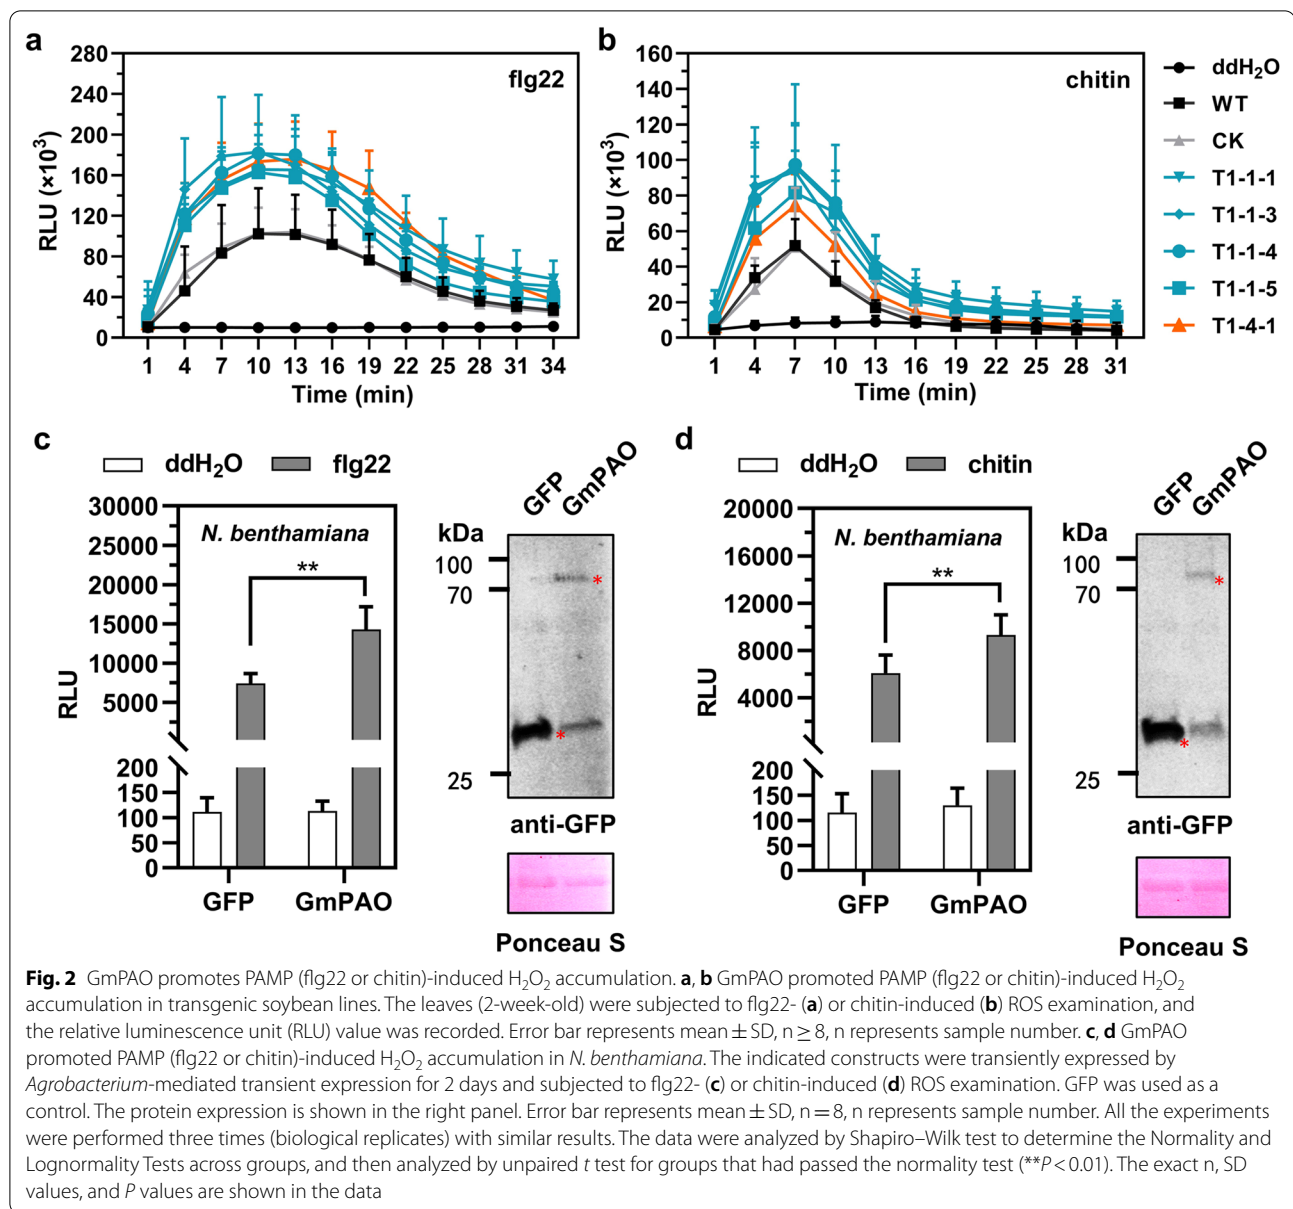 a
280
240
200
160
120
80
40
0
RLU (×10³)
flg22
1 4 7 10 13 16 19 22 25 28 31 34
Time (min)
b
160
140
120
100
80
60
40
20
0
RLU (×10³)
chitin
1 4 7 10 13 16 19 22 25 28 31
Time (min)
ddH₂O
WT
CK
T1-1-1
T1-1-3
T1-1-4
T1-1-5
T1-4-1
c
ddH₂O flg22
30000
25000
20000
15000
10000
5000
200
150
100
50
0
RLU
N. benthamiana
**
GFP GmPAO
GFP GmPAO
kDa
100
70
25
*
*
anti-GFP
Ponceau S
d
ddH₂O chitin
20000
16000
12000
8000
4000
200
150
100
50
0
RLU
N. benthamiana
**
GFP GmPAO
GFP GmPAO
kDa
100
70
25
*
*
anti-GFP
Ponceau S
Fig. 2 GmPAO promotes PAMP (flg22 or chitin)-induced H₂O₂ accumulation. a, b GmPAO promoted PAMP (flg22 or chitin)-induced H₂O₂
accumulation in transgenic soybean lines. The leaves (2-week-old) were subjected to flg22- (a) or chitin-induced (b) ROS examination, and
the relative luminescence unit (RLU) value was recorded. Error bar represents mean ± SD, n ≥ 8, n represents sample number. c, d GmPAO
promoted PAMP (flg22 or chitin)-induced H₂O₂ accumulation in N. benthamiana. The indicated constructs were transiently expressed by
Agrobacterium-mediated transient expression for 2 days and subjected to flg22- (c) or chitin-induced (d) ROS examination. GFP was used as a
control. The protein expression is shown in the right panel. Error bar represents mean ± SD, n = 8, n represents sample number. All the experiments
were performed three times (biological replicates) with similar results. The data were analyzed by Shapiro–Wilk test to determine the Normality and
Lognormality Tests across groups, and then analyzed by unpaired t test for groups that had passed the normality test (**P < 0.01). The exact n, SD
values, and P values are shown in the data